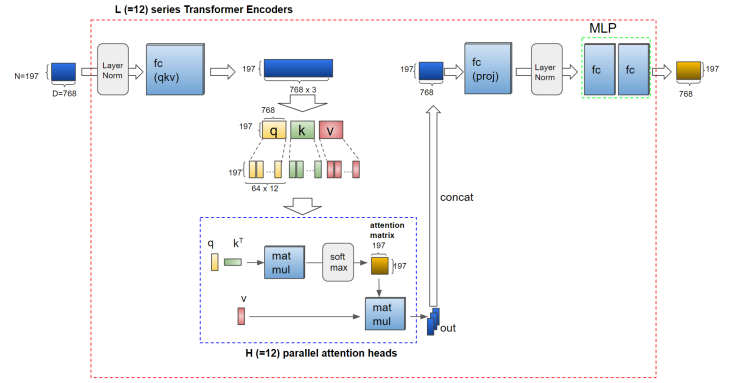 L (=12) series Transformer Encoders
MLP
N=197
D=768
Layer
Norm
fc
(qkv)
197
768 x 3
197
768
fc
(proj)
Layer
Norm
fc
fc
197
768
768
197
q
k
v
197
64 x 12
concat
attention
matrix
q
k^T
mat
mul
soft
max
197
197
v
mat
mul
out
H (=12) parallel attention heads